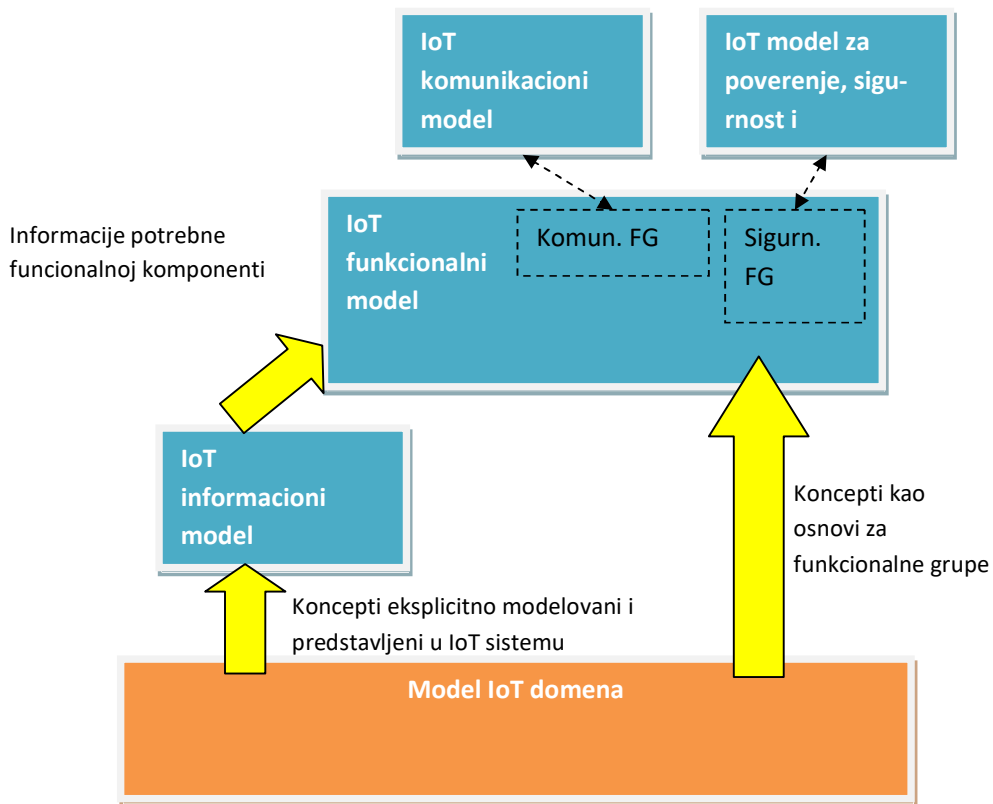 IoT
komunikacioni
model
IoT model za
poverenje, sigu-
rnost i
Informacije potrebne
funcionalnoj komponenti
IoT
funkcionalni
model
Komun. FG
Sigurn.
FG
IoT
informacioni
model
Koncepti kao
osnovi za
funkcionalne grupe
Koncepti eksplicitno modelovani i
predstavljeni u IoT sistemu
Model IoT domena